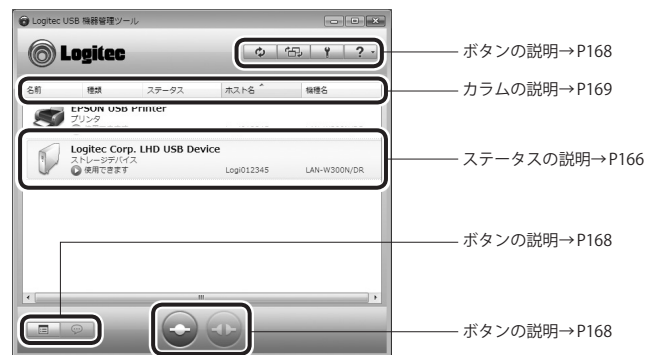 Logitec USB 機器管理ツール
Logitec
?
ボタンの説明→P168
名前 種類 ステータス ホスト名 機種名
カラムの説明→P169
EPSON USB Printer
プリンタ
Logitec Corp. LHD USB Device
ストレージデバイス
使用できます Logi012345 LAN-W300N/DR
ステータスの説明→P166
ボタンの説明→P168
ボタンの説明→P168